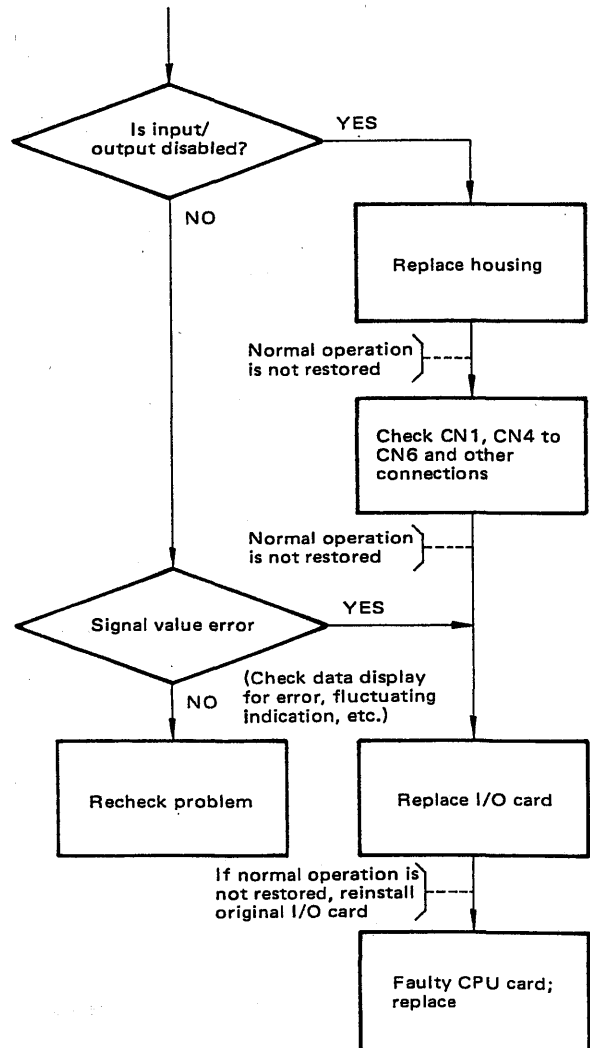 Is input/
output disabled?
YES
NO
Replace housing
Normal operation
is not restored
Check CN1, CN4 to
CN6 and other
connections
Normal operation
is not restored
Signal value error
YES
(Check data display
for error, fluctuating
indication, etc.)
NO
Recheck problem
Replace I/O card
If normal operation is
not restored, reinstall
original I/O card
Faulty CPU card;
replace